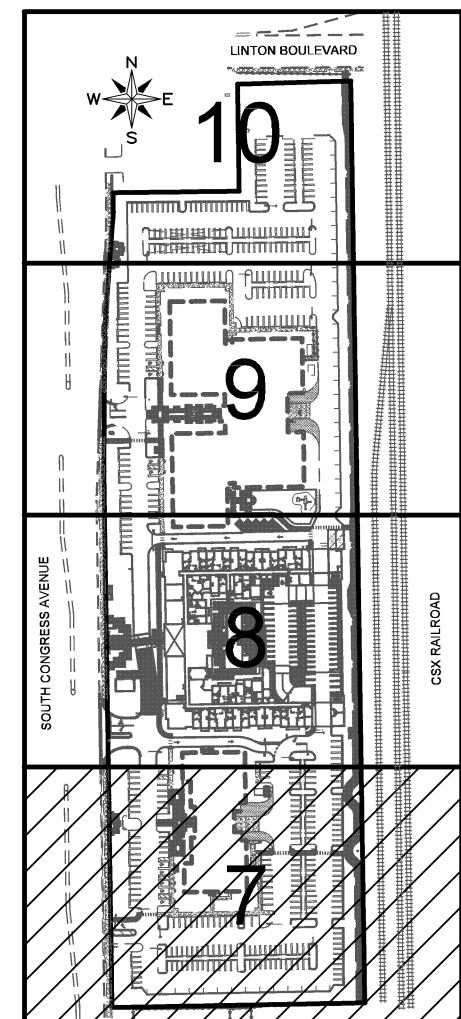 LINTON BOULEVARD
N
W E
S
10
9
SOUTH CONGRESS AVENUE
8
CSX RAILROAD
7